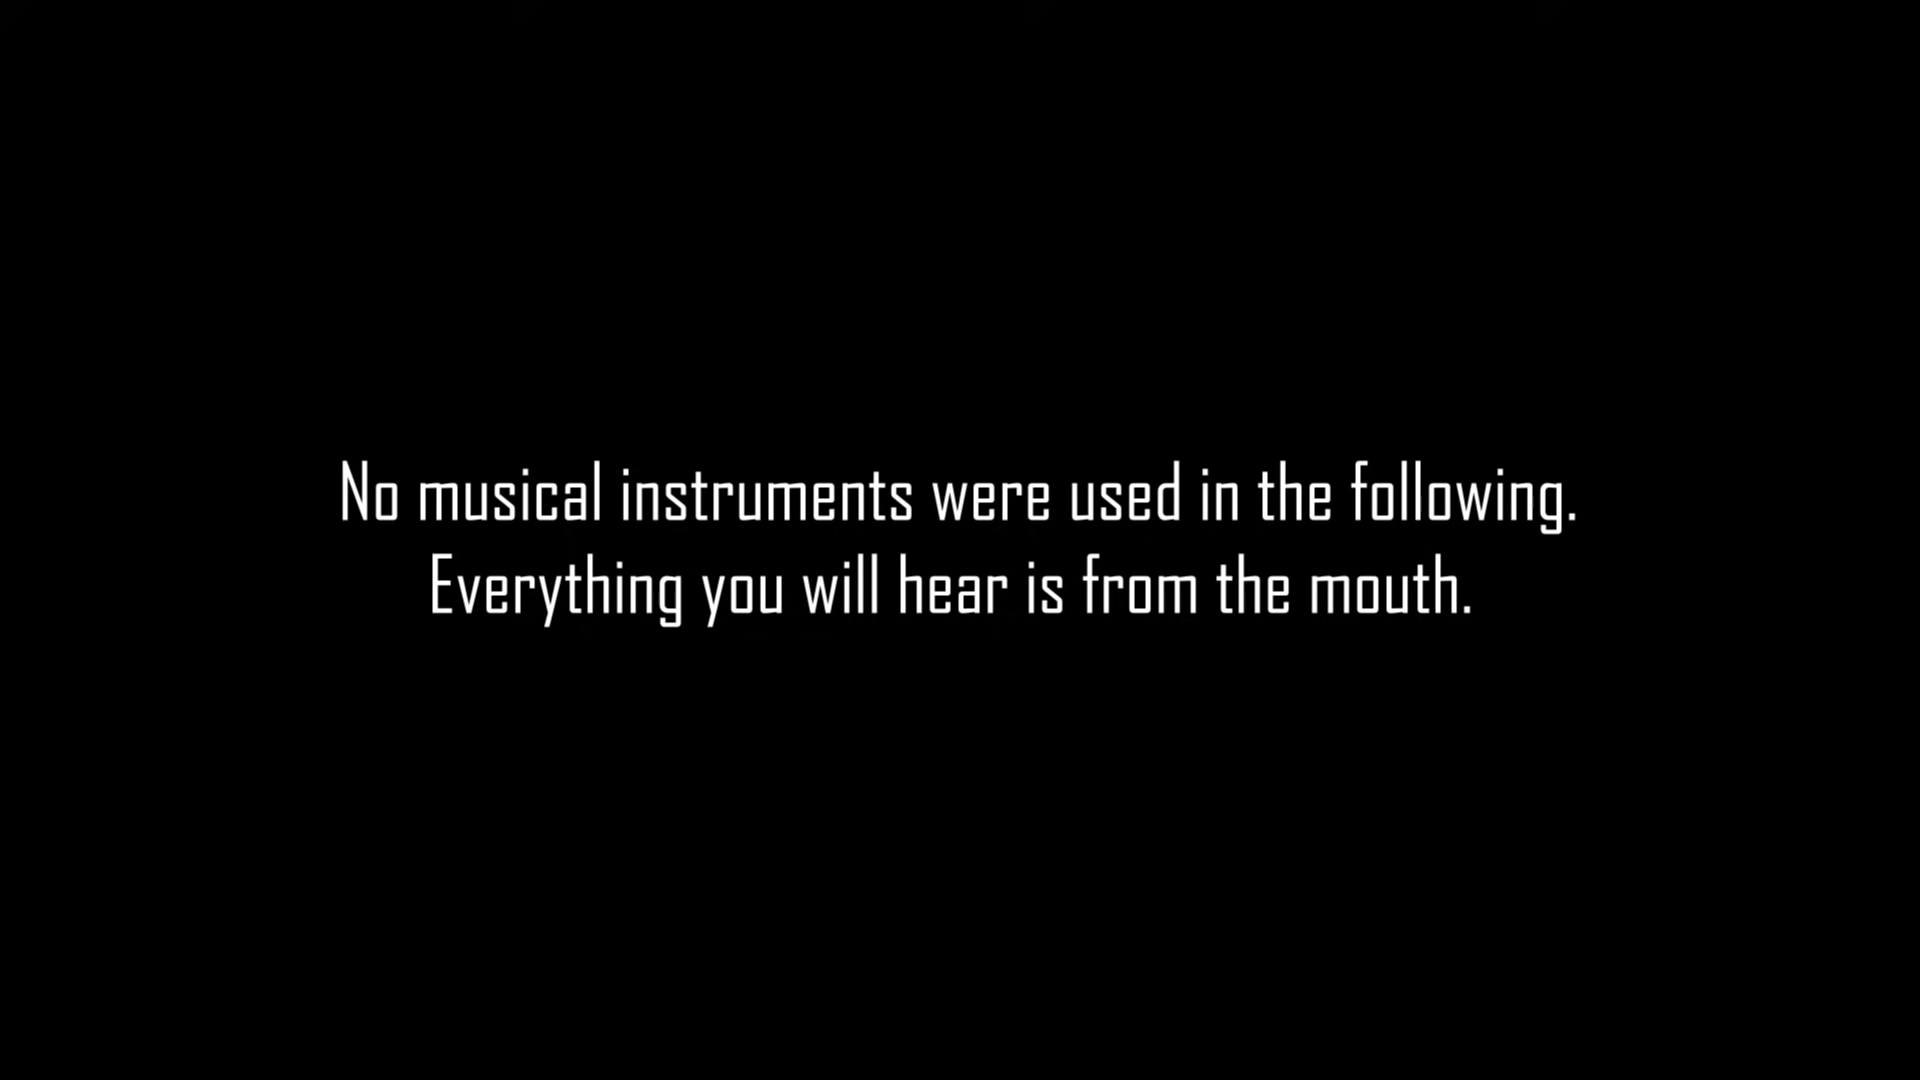 No musical instruments were used in the following.
Everything you will hear is from the mouth.